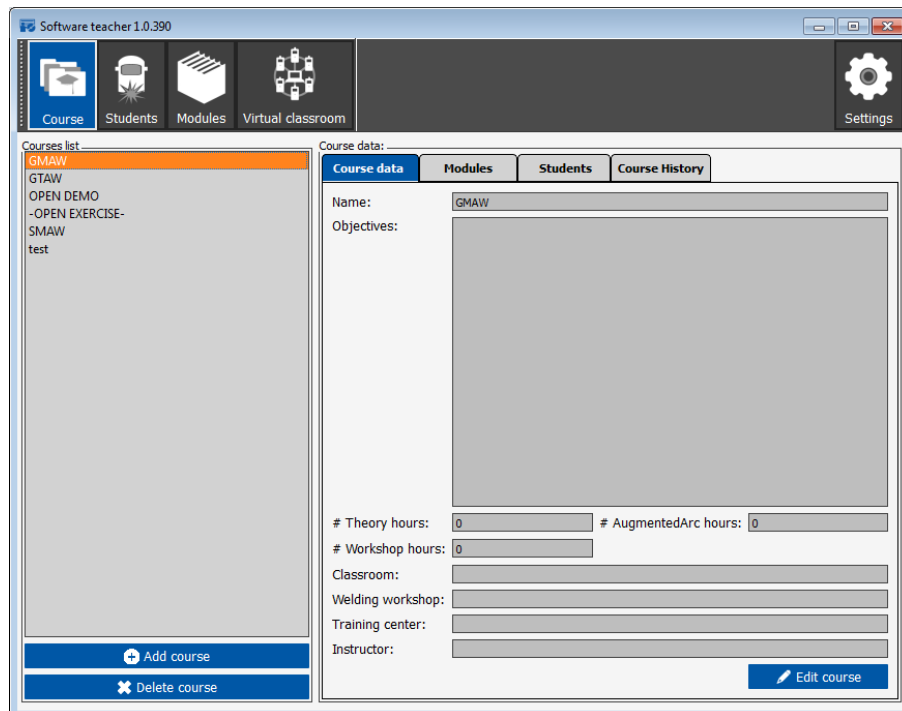 Software teacher 1.0.390
Course Students Modules Virtual classroom Settings
Courses list
GMAW
GTAW
OPEN DEMO
-OPEN EXERCISE-
SMAW
test
Add course
Delete course
Course data:
Course data Modules Students Course History
Name: GMAW
Objectives:
# Theory hours: 0 # AugmentedArc hours: 0
# Workshop hours: 0
Classroom:
Welding workshop:
Training center:
Instructor:
Edit course